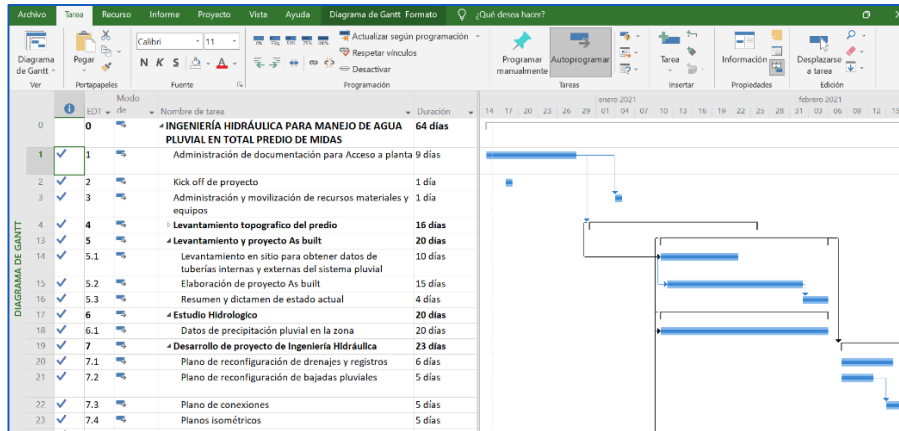 Archivo Tarea Recurso Informe Proyecto Vista Ayuda Diagrama de Gantt Formato ¿Qué desea hacer?
Diagrama de Gantt
Ver
Pegar
Portapapeles
Calibri 11
N K S A
Fuente
Actualizar según programación
Respetar vínculos
Desactivar
Programación
Programar manualmente
Autoprogramar
Tareas
Tarea
Insertar
Información
Propiedades
Desplazarse a tarea
Edición
EDT Modo de Nombre de tarea Duración
enero 2021 febrero 2021
14 17 20 23 26 29 01 04 07 10 13 16 19 22 25 28 31 03 06 09 12 15
DIAGRAMA DE GANTT
0 0 INGENIERÍA HIDRÁULICA PARA MANEJO DE AGUA 64 días
PLUVIAL EN TOTAL PREDIO DE MIDAS
1 1 Administración de documentación para Acceso a planta 9 días
2 2 Kick off de proyecto 1 día
3 3 Administración y movilización de recursos materiales y 1 día
equipos
4 4 Levantamiento topografico del predio 16 días
13 5 Levantamiento y proyecto As built 20 días
14 5.1 Levantamiento en sitio para obtener datos de 10 días
tuberías internas y externas del sistema pluvial
15 5.2 Elaboración de proyecto As built 15 días
16 5.3 Resumen y dictamen de estado actual 4 días
17 6 Estudio Hidrologico 20 días
18 6.1 Datos de precipitación pluvial en la zona 20 días
19 7 Desarrollo de proyecto de Ingeniería Hidráulica 23 días
20 7.1 Plano de reconfiguración de drenajes y registros 6 días
21 7.2 Plano de reconfiguración de bajadas pluviales 5 días
22 7.3 Plano de conexiones 5 días
23 7.4 Planos isométricos 5 días